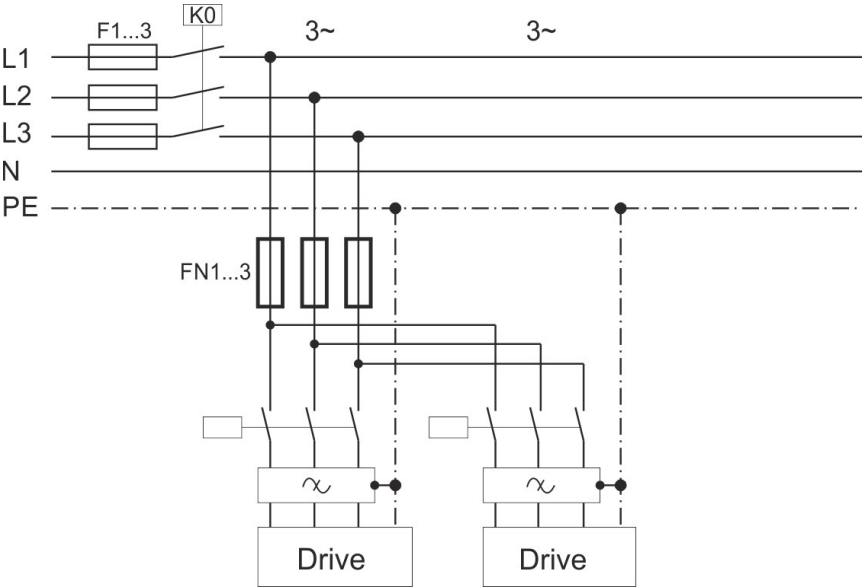 K0
F1...3
3~
3~
L1
L2
L3
N
PE
FN1...3
Drive
Drive